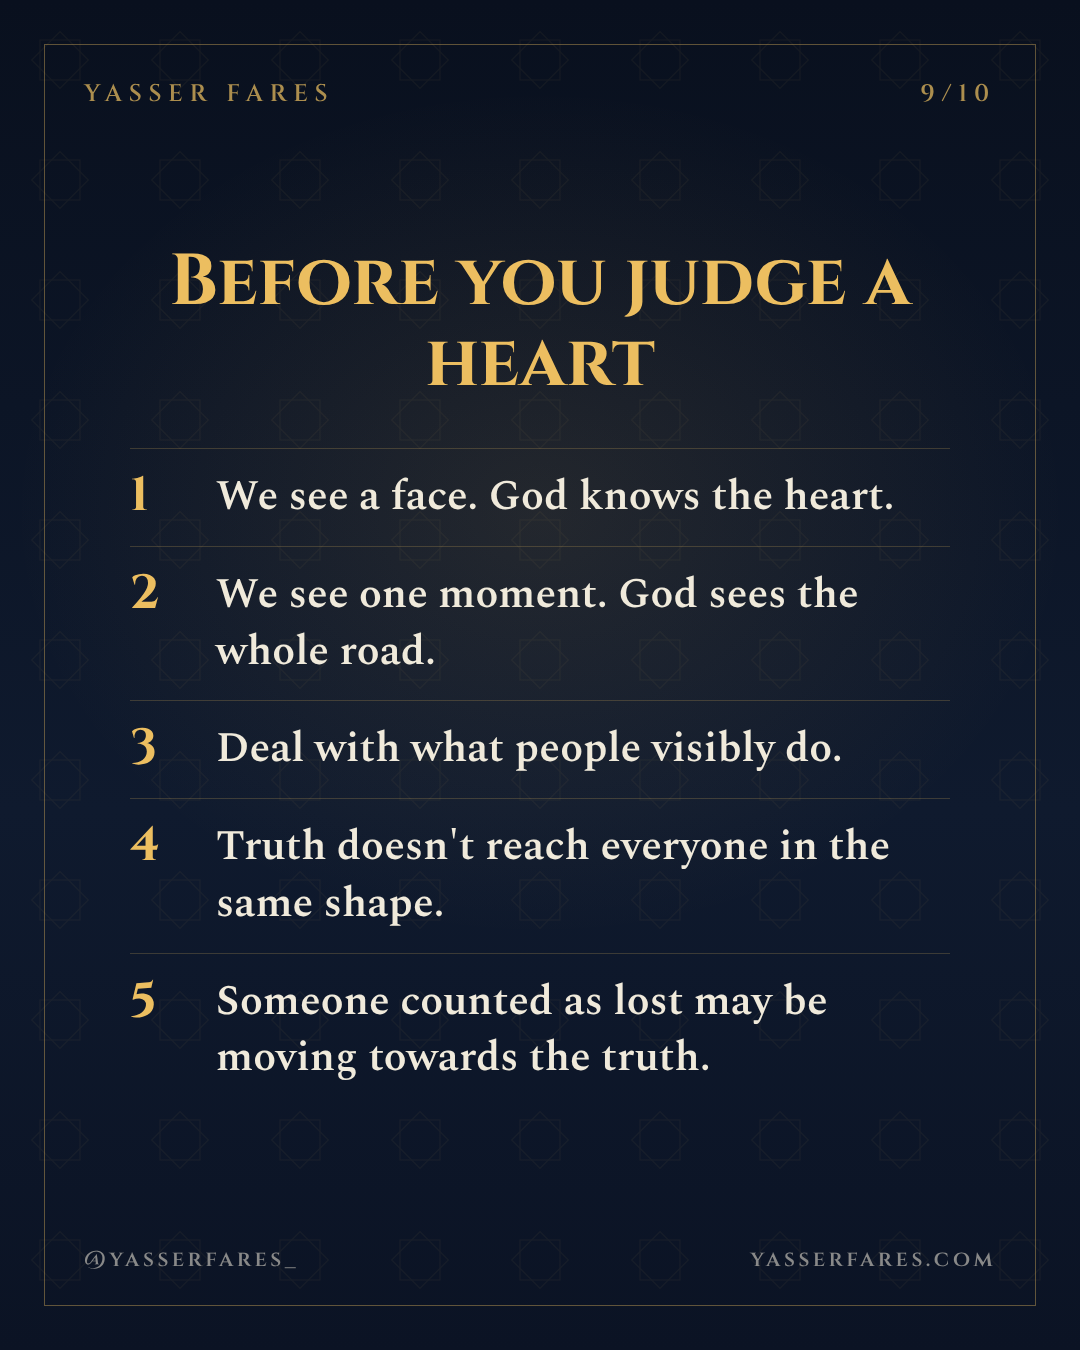 YASSER FARES
9/10
BEFORE YOU JUDGE A
HEART
1 We see a face. God knows the heart.
2 We see one moment. God sees the
whole road.
3 Deal with what people visibly do.
4 Truth doesn't reach everyone in the
same shape.
5 Someone counted as lost may be
moving towards the truth.
@YASSERFARES_
YASSERFARES.COM